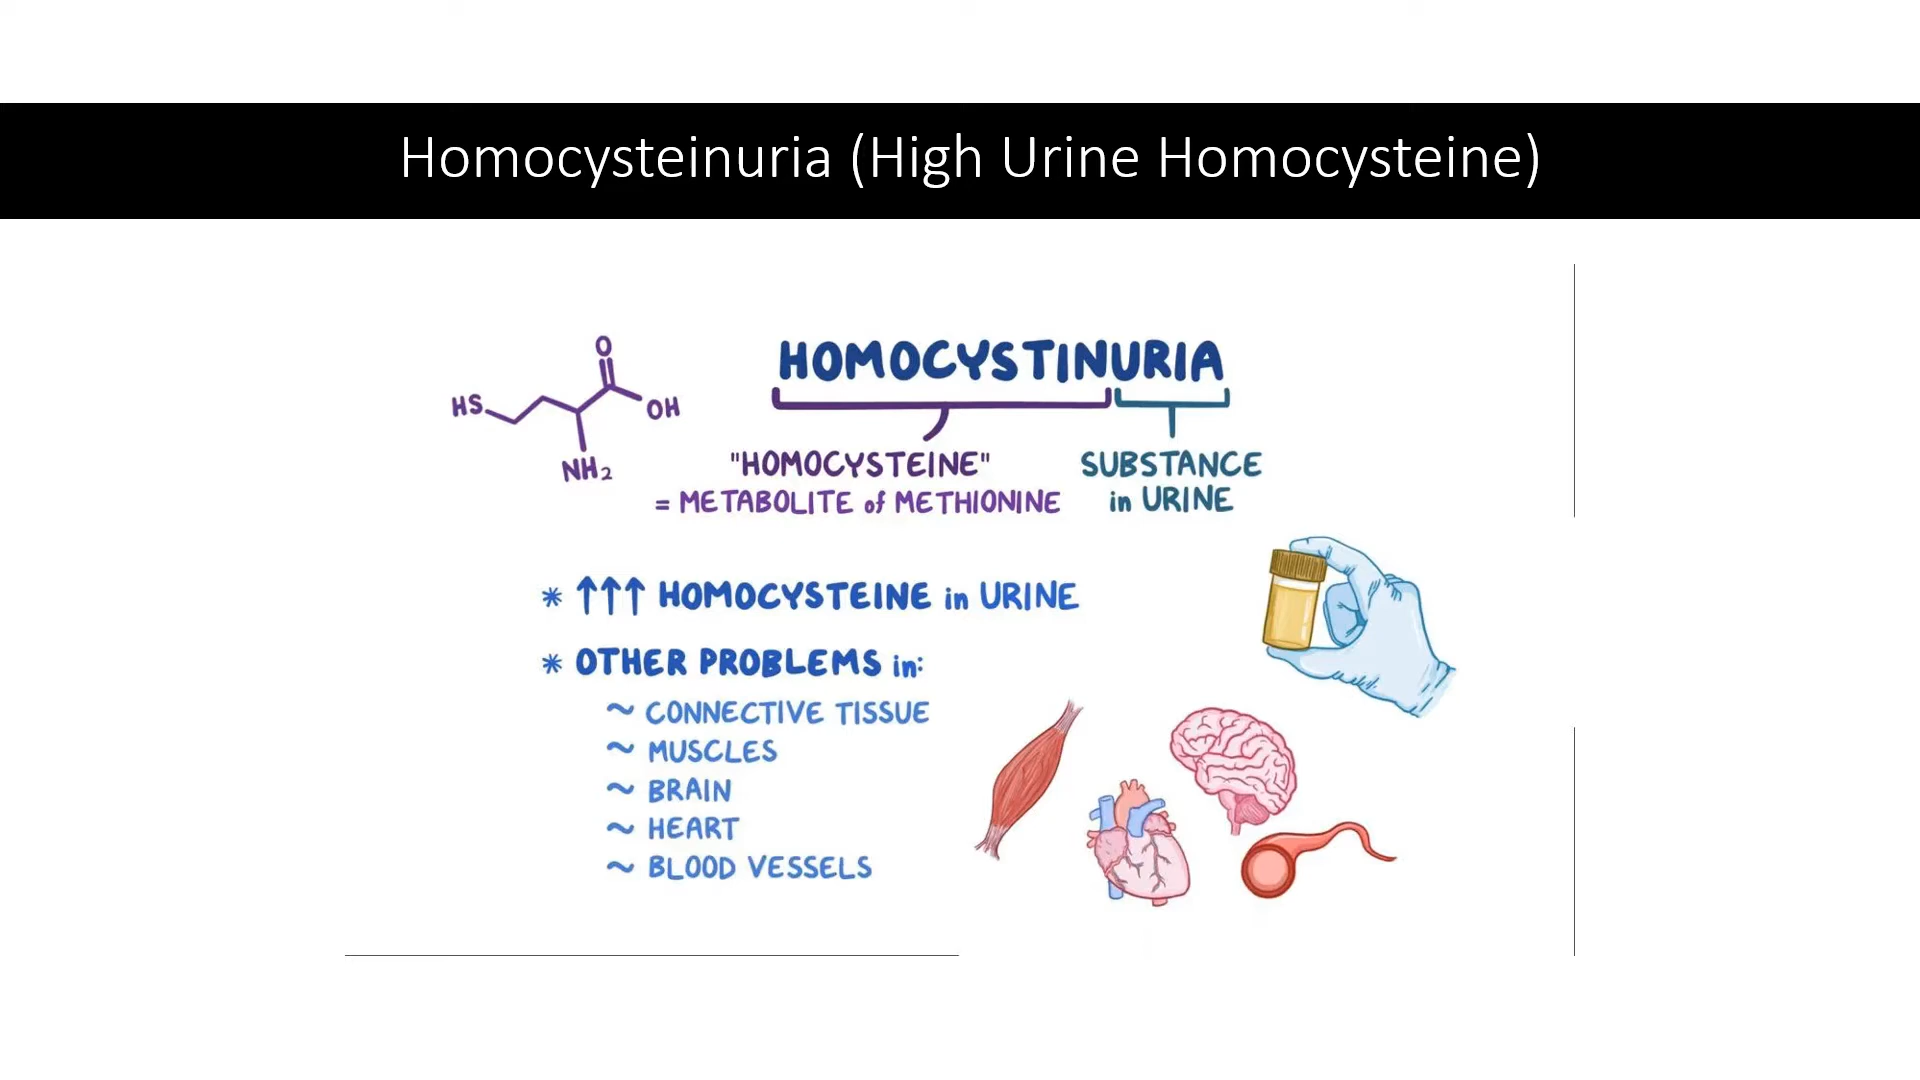 Homocysteinuria (High Urine Homocysteine)
O
HS
OH
NH₂
HOMOCYSTINURIA
"HOMOCYSTEINE"
= METABOLITE of METHIONINE
SUBSTANCE
in URINE
* ↑↑↑ HOMOCYSTEINE in URINE
* OTHER PROBLEMS in:
~ CONNECTIVE TISSUE
~ MUSCLES
~ BRAIN
~ HEART
~ BLOOD VESSELS